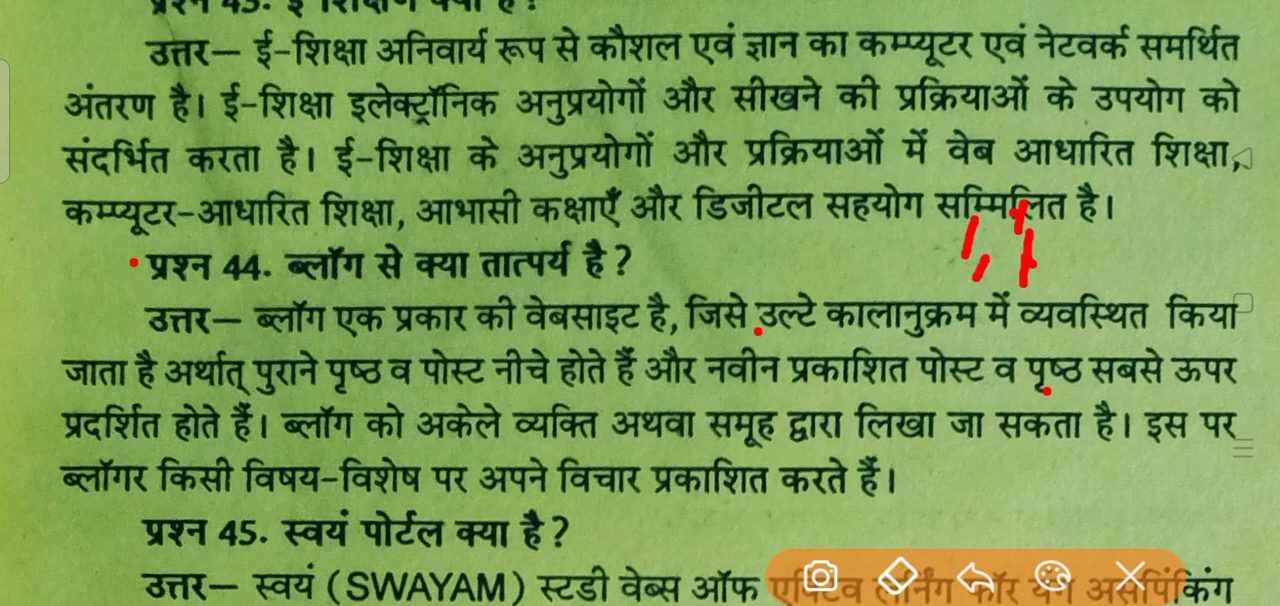 उत्तर— ई-शिक्षा अनिवार्य रूप से कौशल एवं ज्ञान का कम्प्यूटर एवं नेटवर्क समर्थित
अंतरण है। ई-शिक्षा इलेक्ट्रॉनिक अनुप्रयोगों और सीखने की प्रक्रियाओं के उपयोग को
संदर्भित करता है। ई-शिक्षा के अनुप्रयोगों और प्रक्रियाओं में वेब आधारित शिक्षा,
कम्प्यूटर-आधारित शिक्षा, आभासी कक्षाएँ और डिजीटल सहयोग सम्मिलित है।
प्रश्न 44. ब्लॉग से क्या तात्पर्य है?
उत्तर— ब्लॉग एक प्रकार की वेबसाइट है, जिसे उल्टे कालानुक्रम में व्यवस्थित किया
जाता है अर्थात् पुराने पृष्ठ व पोस्ट नीचे होते हैं और नवीन प्रकाशित पोस्ट व पृष्ठ सबसे ऊपर
प्रदर्शित होते हैं। ब्लॉग को अकेले व्यक्ति अथवा समूह द्वारा लिखा जा सकता है। इस पर
ब्लॉगर किसी विषय-विशेष पर अपने विचार प्रकाशित करते हैं।
प्रश्न 45. स्वयं पोर्टल क्या है?
उत्तर— स्वयं (SWAYAM) स्टडी वेब्स ऑफ एक्टिव लर्निंग फॉर यंग